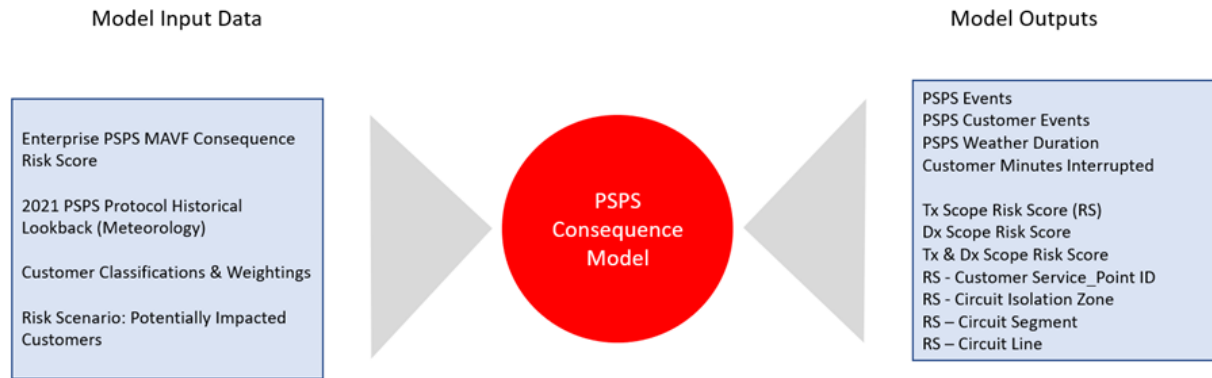 Model Input Data
Enterprise PSPS MAVF Consequence
Risk Score
2021 PSPS Protocol Historical
Lookback (Meteorology)
Customer Classifications & Weightings
Risk Scenario: Potentially Impacted
Customers
PSPS
Consequence
Model
Model Outputs
PSPS Events
PSPS Customer Events
PSPS Weather Duration
Customer Minutes Interrupted
Tx Scope Risk Score (RS)
Dx Scope Risk Score
Tx & Dx Scope Risk Score
RS - Customer Service_Point ID
RS - Circuit Isolation Zone
RS – Circuit Segment
RS – Circuit Line